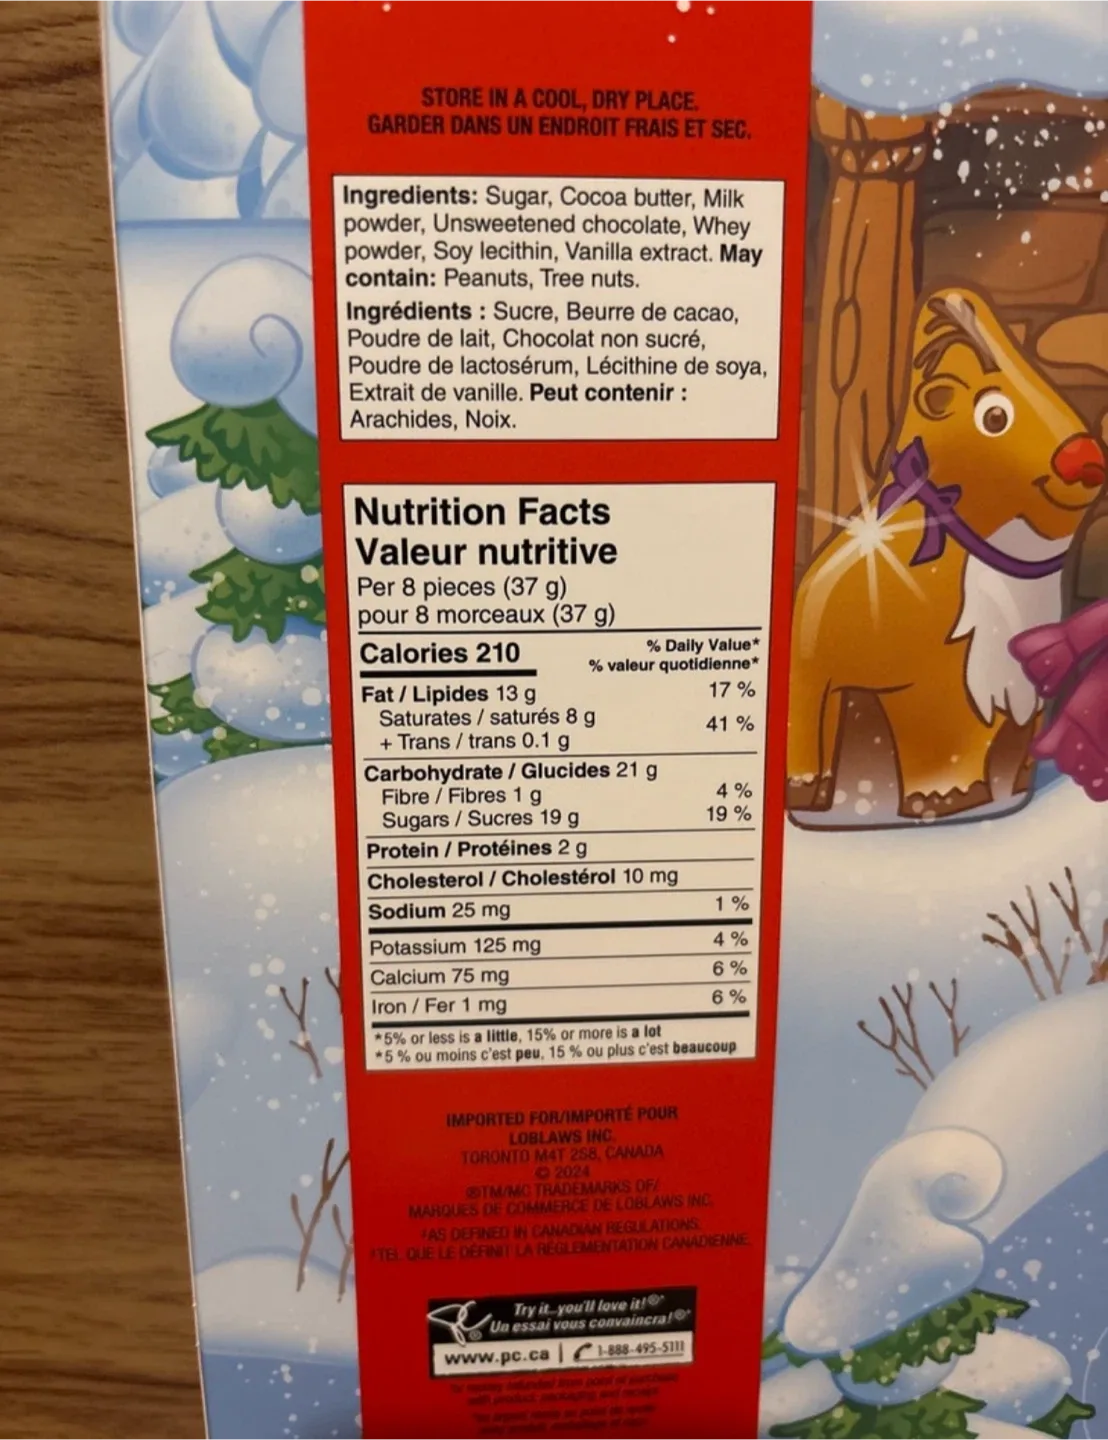 STORE IN A COOL, DRY PLACE.
GARDER DANS UN ENDROIT FRAIS ET SEC.
Ingredients: Sugar, Cocoa butter, Milk
powder, Unsweetened chocolate, Whey
powder, Soy lecithin, Vanilla extract. May
contain: Peanuts, Tree nuts.
Ingrédients : Sucre, Beurre de cacao,
Poudre de lait, Chocolat non sucré,
Poudre de lactosérum, Lécithine de soya,
Extrait de vanille. Peut contenir :
Arachides, Noix.
Nutrition Facts
Valeur nutritive
Per 8 pieces (37 g)
pour 8 morceaux (37 g)
Calories 210
% Daily Value*
% valeur quotidienne*
Fat / Lipides 13 g 17 %
Saturates / saturés 8 g
+ Trans / trans 0.1 g 41 %
Carbohydrate / Glucides 21 g
Fibre / Fibres 1 g 4 %
Sugars / Sucres 19 g 19 %
Protein / Protéines 2 g
Cholesterol / Cholestérol 10 mg
Sodium 25 mg 1 %
Potassium 125 mg 4 %
Calcium 75 mg 6 %
Iron / Fer 1 mg 6 %
*5% or less is a little, 15% or more is a lot
*5 % ou moins c'est peu, 15 % ou plus c'est beaucoup
IMPORTED FOR/IMPORTÉ POUR
LOBLAWS INC.
TORONTO M4T 2S8, CANADA
© 2024
®TM/MC TRADEMARKS OF/
MARQUES DE COMMERCE DE LOBLAWS INC.
AS DEFINED IN CANADIAN REGULATIONS.
TEL QUE LE DÉFINIT LA RÉGLEMENTATION CANADIENNE.
Try it...you'll love it!®
Un essai vous convaincra!®
www.pc.ca | 1-888-495-5111